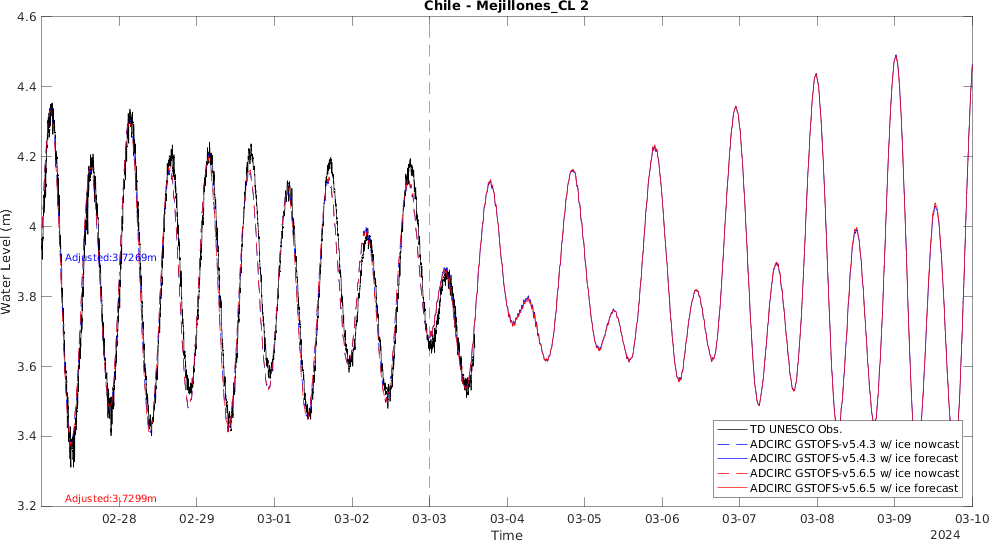 Chile - Mejillones_CL 2
4.6
4.4
4.2
4
3.8
3.6
3.4
3.2
Water Level (m)
Adjusted:3.7269m
Adjusted:3.7299m
TD UNESCO Obs.
ADCIRC GSTOFS-v5.4.3 w/ ice nowcast
ADCIRC GSTOFS-v5.4.3 w/ ice forecast
ADCIRC GSTOFS-v5.6.5 w/ ice nowcast
ADCIRC GSTOFS-v5.6.5 w/ ice forecast
02-28 02-29 03-01 03-02 03-03 03-04 03-05 03-06 03-07 03-08 03-09 03-10
Time
2024